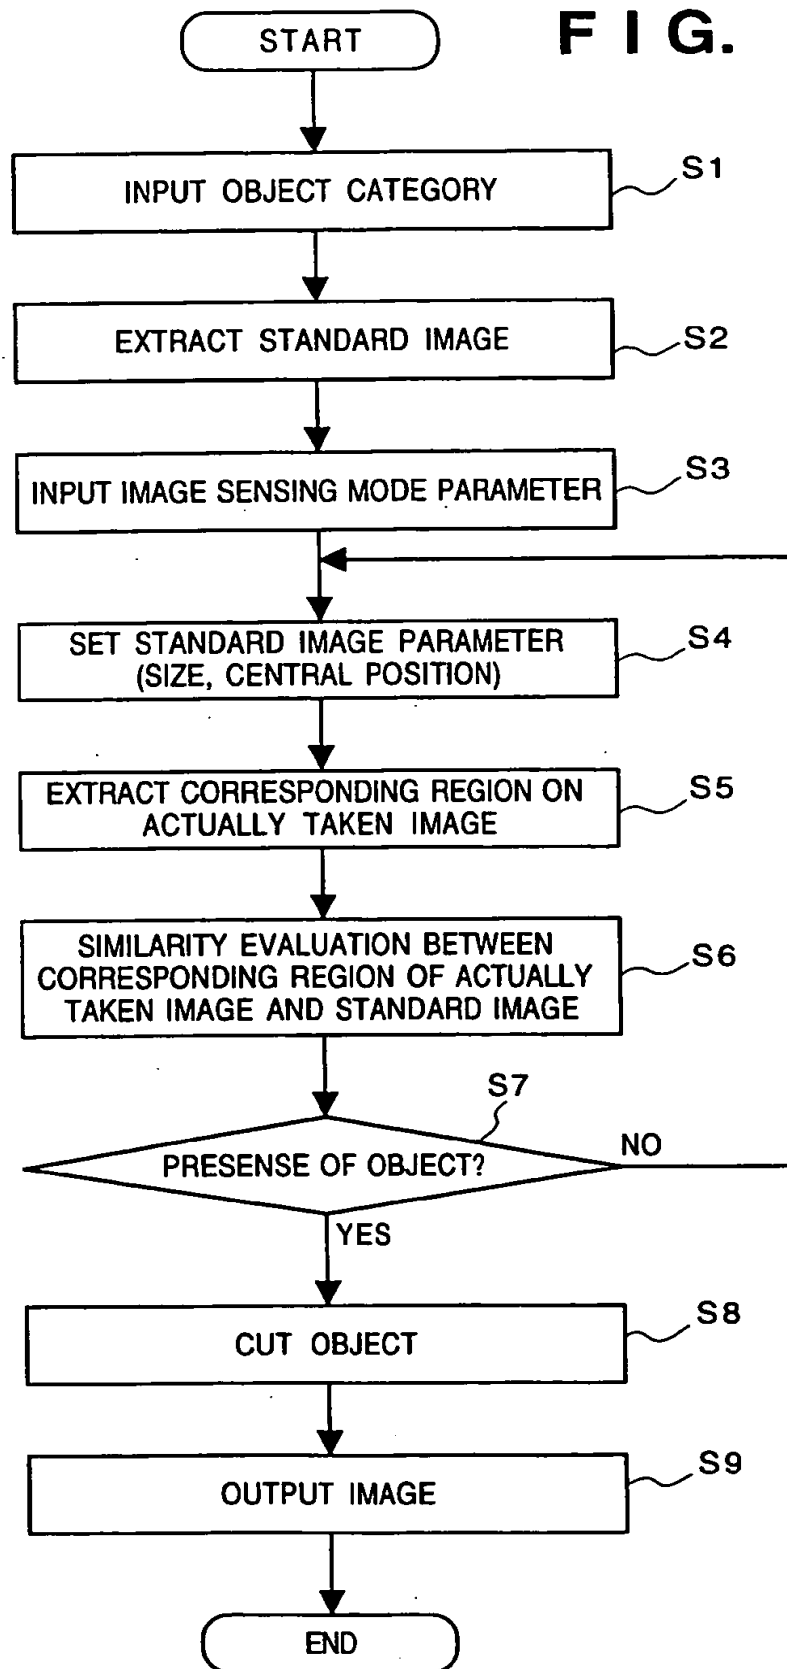 FIG.
START
INPUT OBJECT CATEGORY
S1
EXTRACT STANDARD IMAGE
S2
INPUT IMAGE SENSING MODE PARAMETER
S3
SET STANDARD IMAGE PARAMETER
(SIZE, CENTRAL POSITION)
S4
EXTRACT CORRESPONDING REGION ON
ACTUALLY TAKEN IMAGE
S5
SIMILARITY EVALUATION BETWEEN
CORRESPONDING REGION OF ACTUALLY
TAKEN IMAGE AND STANDARD IMAGE
S6
S7
PRESENSE OF OBJECT?
NO
YES
CUT OBJECT
S8
OUTPUT IMAGE
S9
END